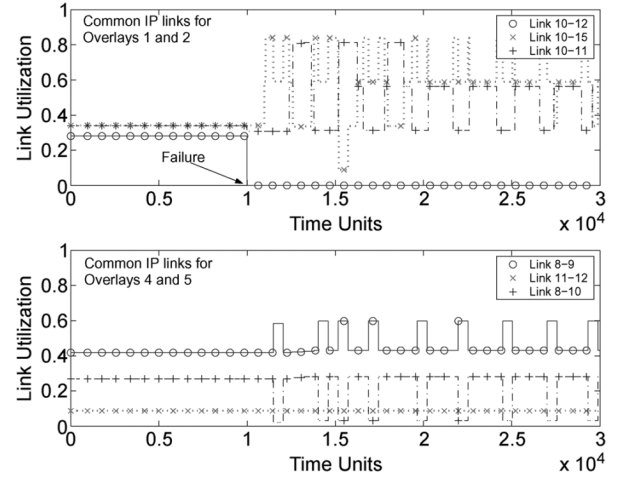 Common IP links for
Overlays 1 and 2
Link 10-12
Link 10-15
Link 10-11
Link Utilization
1
0.8
0.6
0.4
0.2
0
Failure
0 0.5 1 1.5 2 2.5 3
Time Units
x 10^4
Common IP links for
Overlays 4 and 5
Link 8-9
Link 11-12
Link 8-10
Link Utilization
1
0.8
0.6
0.4
0.2
0
0 0.5 1 1.5 2 2.5 3
Time Units
x 10^4